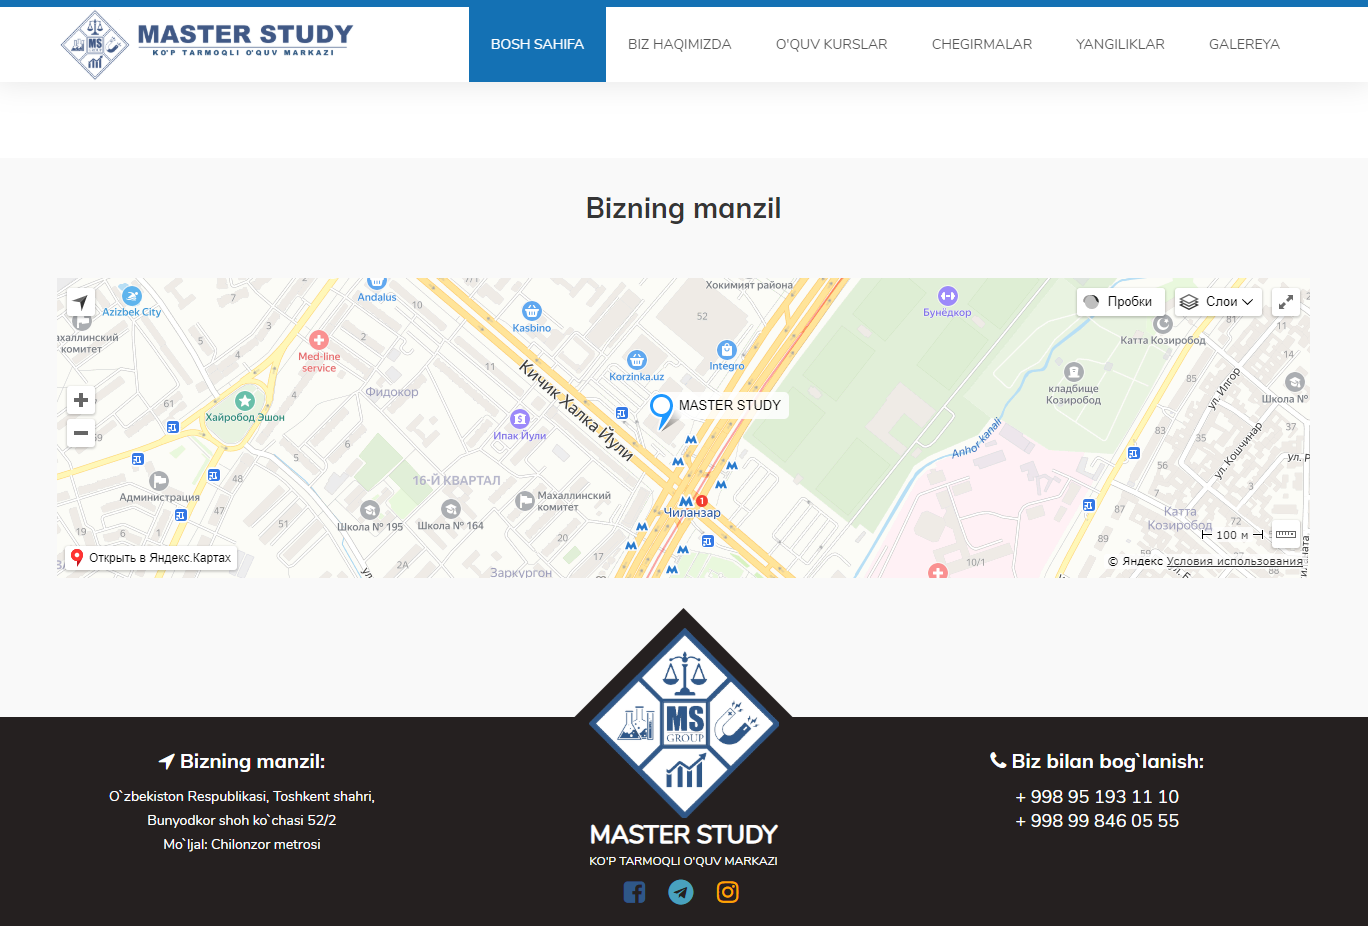 MS
MASTER STUDY
KO'P TARMOQLI O'QUV MARKAZI
BOSH SAHIFA
BIZ HAQIMIZDA
O'QUV KURSLAR
CHEGIRMALAR
YANGILIKLAR
GALEREYA
Bizning manzil
Azizbek City
Andalus
Хокимият района
Бунёдкор
Пробки
Слои
Kasbino
52
махаллинский
комитет
Med-line
service
Korzinka.uz
Integro
Катта Козиробод
Фидокор
кладбище
Козиробод
Хайробод Эшон
Кичик Халка Йули
MASTER STUDY
Ипак Йули
Школа №
ул. Илгор
ул. Кошчинар
Anhor kanali
16-Й КВАРТАЛ
Администрация
Махаллинский
комитет
Школа № 195
Школа № 164
1
Чиланзар
Катта
Козиробод
100 м
Открыть в Яндекс.Картах
Заркургон
10/1
© Яндекс Условия использования
MS
GROUP
MASTER STUDY
KO'P TARMOQLI O'QUV MARKAZI
Bizning manzil:
O`zbekiston Respublikasi, Toshkent shahri,
Bunyodkor shoh ko`chasi 52/2
Mo`ljal: Chilonzor metrosi
Biz bilan bog`lanish:
+ 998 95 193 11 10
+ 998 99 846 05 55